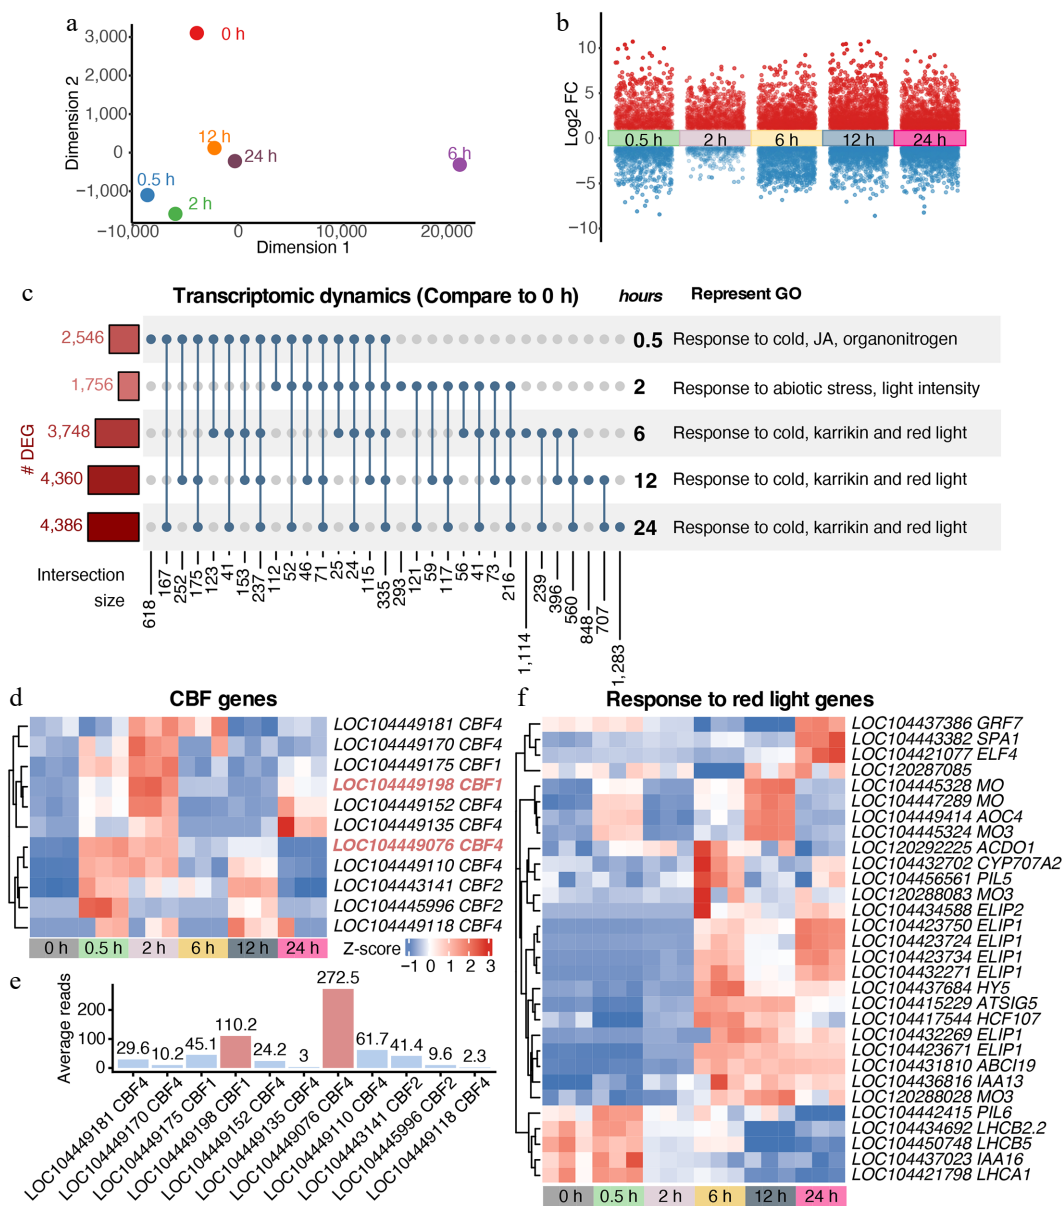 a
3,000
2,000
1,000
0
−1,000
Dimension 2
0 h
12 h
24 h
6 h
0.5 h
2 h
−10,000 0 10,000 20,000
Dimension 1
b
10
5
0
−5
−10
Log2 FC
0.5 h 2 h 6 h 12 h 24 h
c
Transcriptomic dynamics (Compare to 0 h) hours Represent GO
# DEG
2,546 0.5 Response to cold, JA, organonitrogen
1,756 2 Response to abiotic stress, light intensity
3,748 6 Response to cold, karrikin and red light
4,360 12 Response to cold, karrikin and red light
4,386 24 Response to cold, karrikin and red light
Intersection
size
618 167 252 175 123 41 153 237 112 52 46 71 25 24 115 335 293 121 59 117 56 41 73 216 1,114 239 396 560 848 707 1,283
d
CBF genes
LOC104449181 CBF4
LOC104449170 CBF4
LOC104449175 CBF1
LOC104449198 CBF1
LOC104449152 CBF4
LOC104449135 CBF4
LOC104449076 CBF4
LOC104449110 CBF4
LOC104443141 CBF2
LOC104445996 CBF2
LOC104449118 CBF4
0 h 0.5 h 2 h 6 h 12 h 24 h
Z-score
−1 0 1 2 3
e
Average reads
200
100
0
29.6 10.2 45.1 110.2 24.2 3 272.5 61.7 41.4 9.6 2.3
LOC104449181 CBF4
LOC104449170 CBF4
LOC104449175 CBF1
LOC104449198 CBF1
LOC104449152 CBF4
LOC104449135 CBF4
LOC104449076 CBF4
LOC104449110 CBF4
LOC104443141 CBF2
LOC104445996 CBF2
LOC104449118 CBF4
f
Response to red light genes
LOC104437386 GRF7
LOC104443382 SPA1
LOC104421077 ELF4
LOC120287085
LOC104445328 MO
LOC104447289 MO
LOC104449414 AOC4
LOC104445324 MO3
LOC120292225 ACDO1
LOC104432702 CYP707A2
LOC104456561 PIL5
LOC120288083 MO3
LOC104434588 ELIP2
LOC104423750 ELIP1
LOC104423724 ELIP1
LOC104423734 ELIP1
LOC104432271 ELIP1
LOC104437684 HY5
LOC104415229 ATSIG5
LOC104417544 HCF107
LOC104432269 ELIP1
LOC104423671 ELIP1
LOC104431810 ABCI19
LOC104436816 IAA13
LOC120288028 MO3
LOC104442415 PIL6
LOC104434692 LHCB2.2
LOC104450748 LHCB5
LOC104437023 IAA16
LOC104421798 LHCA1
0 h 0.5 h 2 h 6 h 12 h 24 h